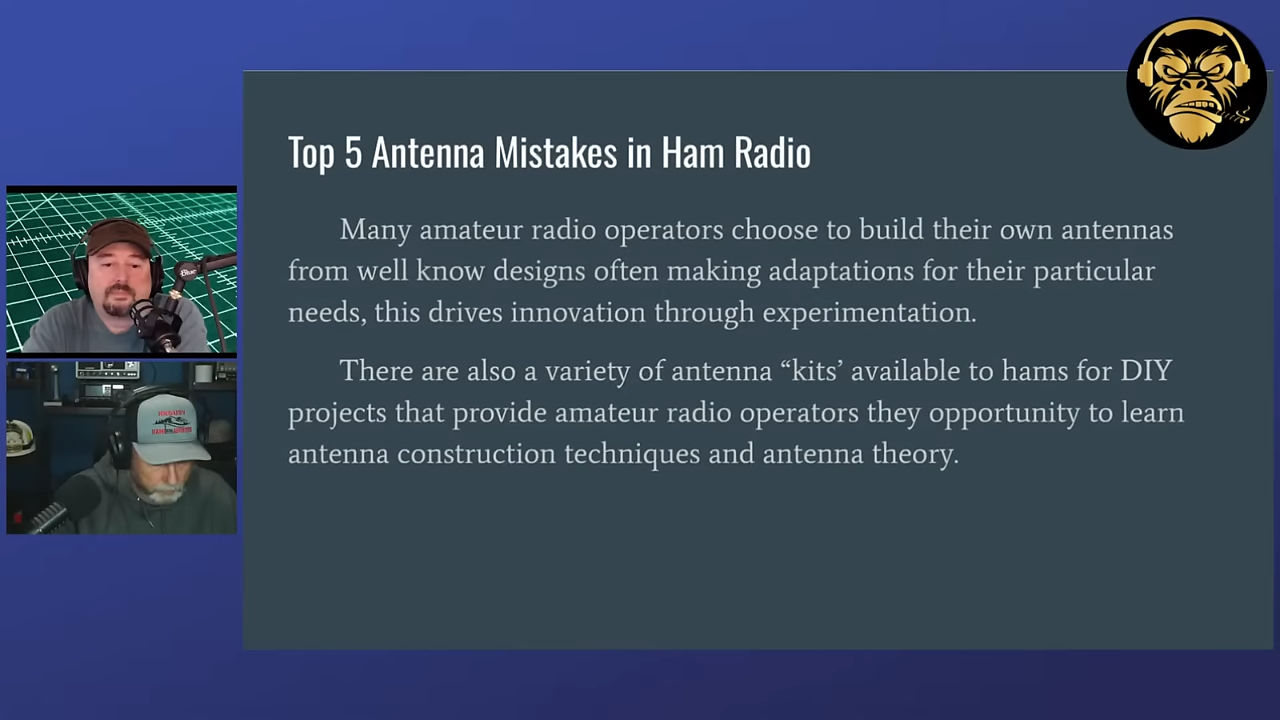 Top 5 Antenna Mistakes in Ham Radio
Many amateur radio operators choose to build their own antennas
from well know designs often making adaptations for their particular
needs, this drives innovation through experimentation.
There are also a variety of antenna “kits’ available to hams for DIY
projects that provide amateur radio operators they opportunity to learn
antenna construction techniques and antenna theory.
Blue